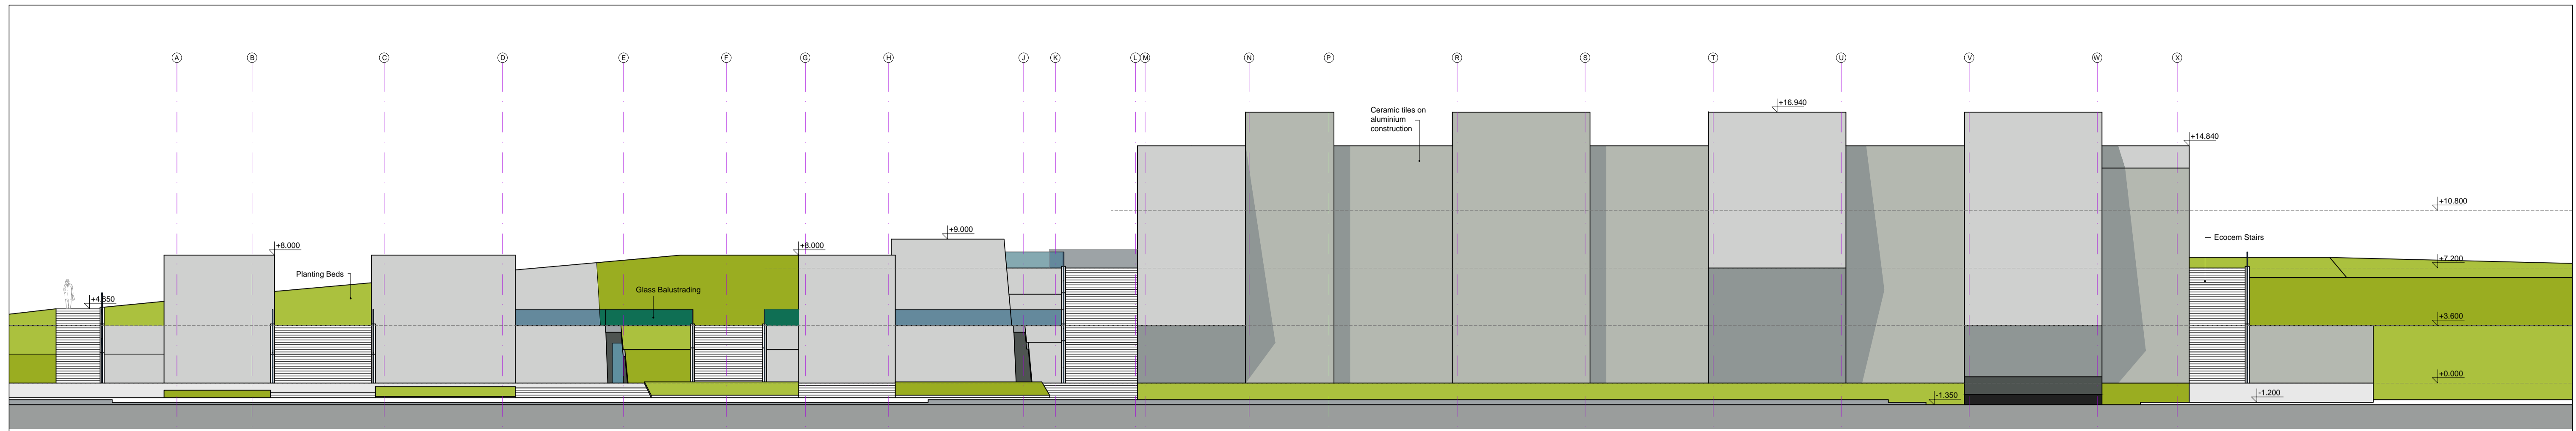 A B C D E F G H J K L M N P R S T U V W X
Ceramic tiles on
aluminium
construction
+16.940
+14.840
+10.800
+9.000
+8.000
+8.000
Ecocem Stairs
+7.200
Planting Beds
Glass Balustrading
+4.650
+3.600
+0.000
-1.350
-1.200